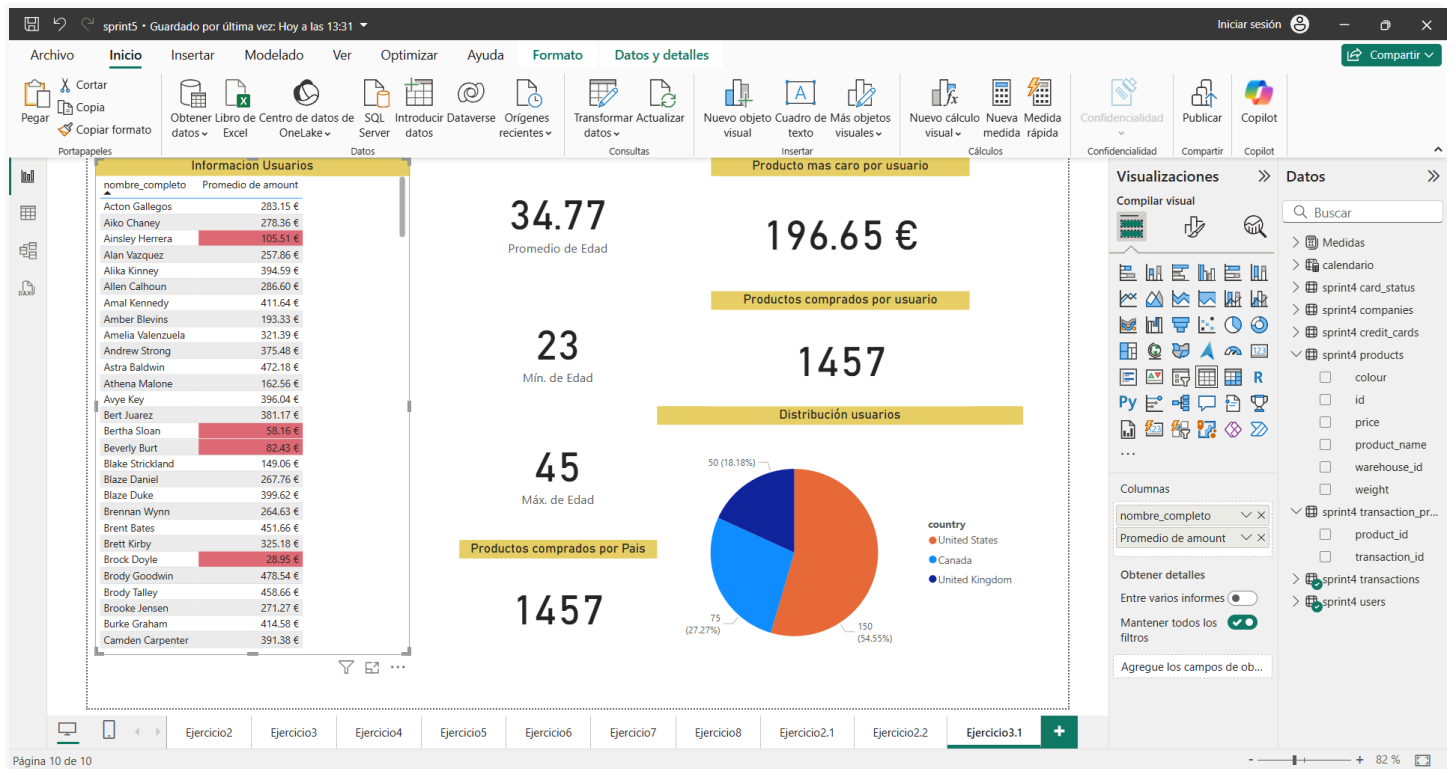 sprint5 • Guardado por última vez: Hoy a las 13:31
Iniciar sesión
Archivo Inicio Insertar Modelado Ver Optimizar Ayuda Formato Datos y detalles
Compartir
Pegar
Cortar
Copia
Copiar formato
Portapapeles
Obtener datos
Libro de Excel
Centro de datos de OneLake
SQL Server
Introducir datos
Dataverse
Orígenes recientes
Datos
Transformar datos
Actualizar
Consultas
Nuevo objeto visual
Cuadro de texto
Más objetos visuales
Insertar
Nuevo cálculo visual
Nueva medida
Medida rápida
Cálculos
Confidencialidad
Confidencialidad
Publicar
Compartir
Copilot
Copilot
Informacion Usuarios
nombre_completo Promedio de amount
Acton Gallegos 283.15 €
Aiko Chaney 278.36 €
Ainsley Herrera 105.51 €
Alan Vazquez 257.86 €
Alika Kinney 394.59 €
Allen Calhoun 286.60 €
Amal Kennedy 411.64 €
Amber Blevins 193.33 €
Amelia Valenzuela 321.39 €
Andrew Strong 375.48 €
Astra Baldwin 472.18 €
Athena Malone 162.56 €
Avye Key 396.04 €
Bert Juarez 381.17 €
Bertha Sloan 58.16 €
Beverly Burt 82.43 €
Blake Strickland 149.06 €
Blaze Daniel 267.76 €
Blaze Duke 399.62 €
Brennan Wynn 264.63 €
Brent Bates 451.66 €
Brett Kirby 325.18 €
Brock Doyle 28.95 €
Brody Goodwin 478.54 €
Brody Talley 458.66 €
Brooke Jensen 271.27 €
Burke Graham 414.58 €
Camden Carpenter 391.38 €
34.77
Promedio de Edad
23
Mín. de Edad
45
Máx. de Edad
Productos comprados por Pais
1457
Producto mas caro por usuario
196.65 €
Productos comprados por usuario
1457
Distribución usuarios
50 (18.18%)
75
(27.27%)
150
(54.55%)
country
United States
Canada
United Kingdom
Visualizaciones
Compilar visual
123
R
Py
...
Columnas
nombre_completo
Promedio de amount
Obtener detalles
Entre varios informes
Mantener todos los
filtros
Agregue los campos de ob...
Datos
Buscar
Medidas
calendario
sprint4 card_status
sprint4 companies
sprint4 credit_cards
sprint4 products
colour
id
price
product_name
warehouse_id
weight
sprint4 transaction_pr...
product_id
transaction_id
sprint4 transactions
sprint4 users
Ejercicio2 Ejercicio3 Ejercicio4 Ejercicio5 Ejercicio6 Ejercicio7 Ejercicio8 Ejercicio2.1 Ejercicio2.2 Ejercicio3.1 +
Página 10 de 10
- + 82 %